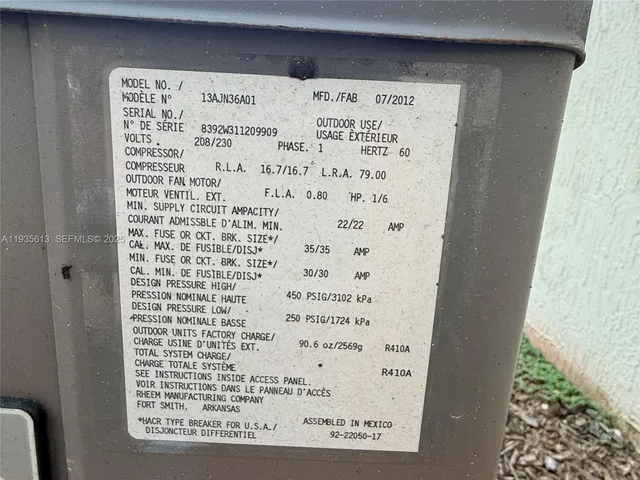 MODEL NO. /
MODÈLE N° 13AJN36A01 MFD./FAB 07/2012
SERIAL NO./ OUTDOOR USE/
N° DE SÉRIE 8392W311209909 USAGE ÈXTÉRIEUR
VOLTS . 208/230 PHASE. 1 HERTZ 60
COMPRESSOR/
COMPRESSEUR R.L.A. 16.7/16.7 L.R.A. 79.00
OUTDOOR FAN MOTOR/
MOTEUR VENTIL. EXT. F.L.A. 0.80 HP. 1/6
MIN. SUPPLY CIRCUIT AMPACITY/
COURANT ADMISSBLE D'ALIM. MIN. 22/22 AMP
MAX. FUSE OR CKT. BRK. SIZE*/
CAL. MAX. DE FUSIBLE/DISJ* 35/35 AMP
MIN. FUSE OR CKT. BRK. SIZE*/
CAL. MIN. DE FUSIBLE/DISJ* 30/30 AMP
DESIGN PRESSURE HIGH/
PRESSION NOMINALE HAUTE 450 PSIG/3102 kPa
DESIGN PRESSURE LOW/
PRESSION NOMINALE BASSE 250 PSIG/1724 kPa
OUTDOOR UNITS FACTORY CHARGE/
CHARGE USINE D'UNITÉS EXT. 90.6 oz/2569g R410A
TOTAL SYSTEM CHARGE/
CHARGE TOTALE SYSTÈME R410A
SEE INSTRUCTIONS INSIDE ACCESS PANEL.
VOIR INSTRUCTIONS DANS LE PANNEAU D'ACCÈS
RHEEM MANUFACTURING COMPANY
FORT SMITH, ARKANSAS
*HACR TYPE BREAKER FOR U.S.A./ ASSEMBLED IN MEXICO
DISJONCTEUR DIFFERENTIEL 92-22050-17
A11935613 SEFMLS© 2025